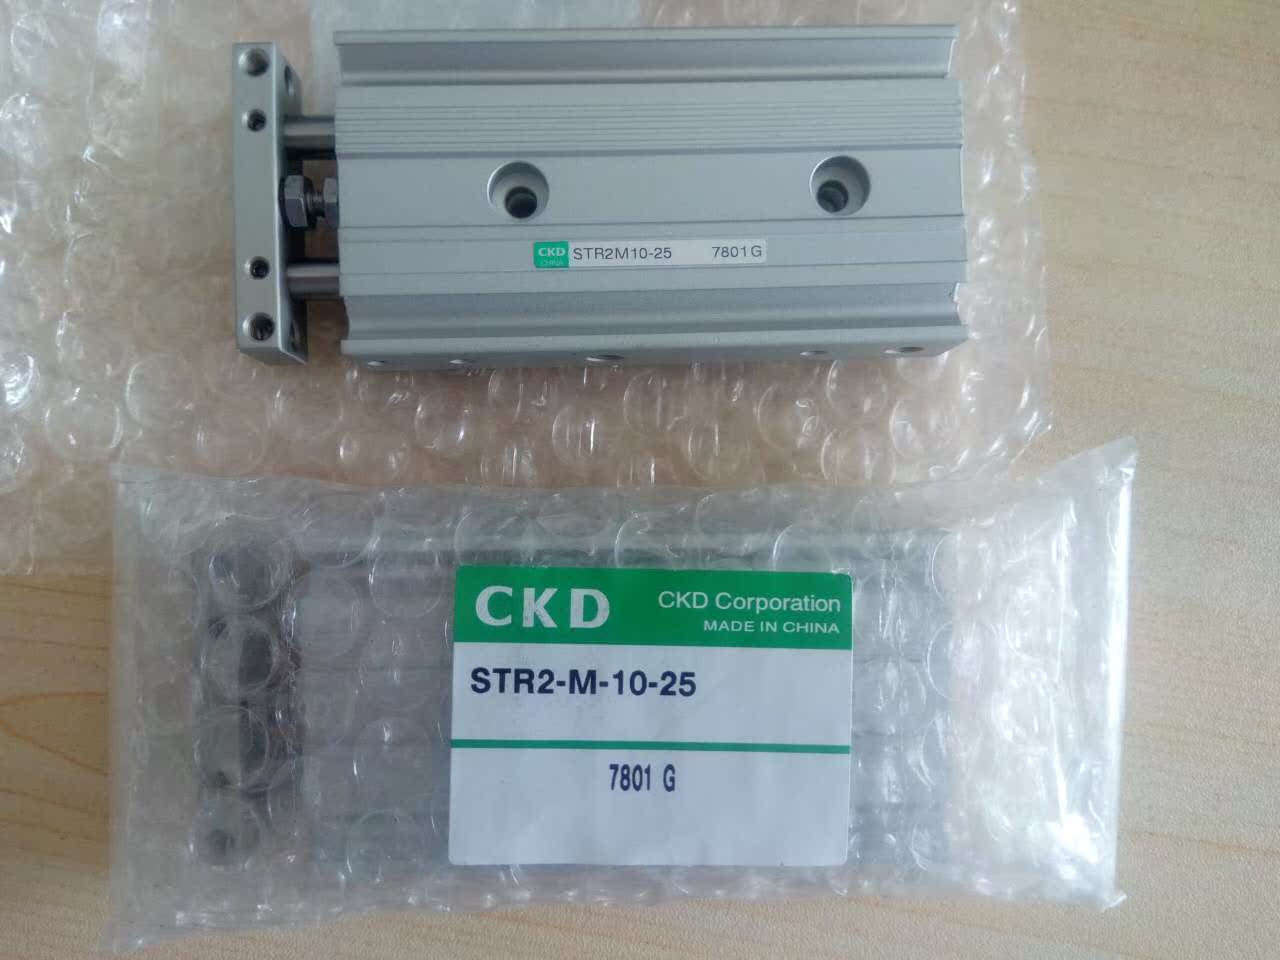 CKD STR2M10-25 7801G
CHINA
CKD CKD Corporation
MADE IN CHINA
STR2-M-10-25
7801 G